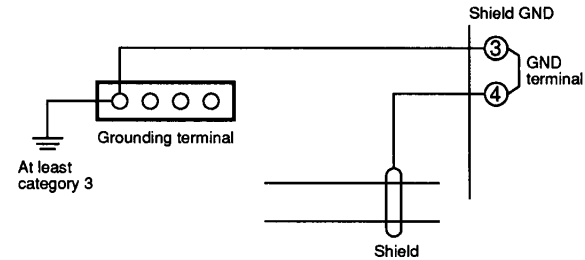 Shield GND
3
GND
terminal
4
Grounding terminal
At least
category 3
Shield